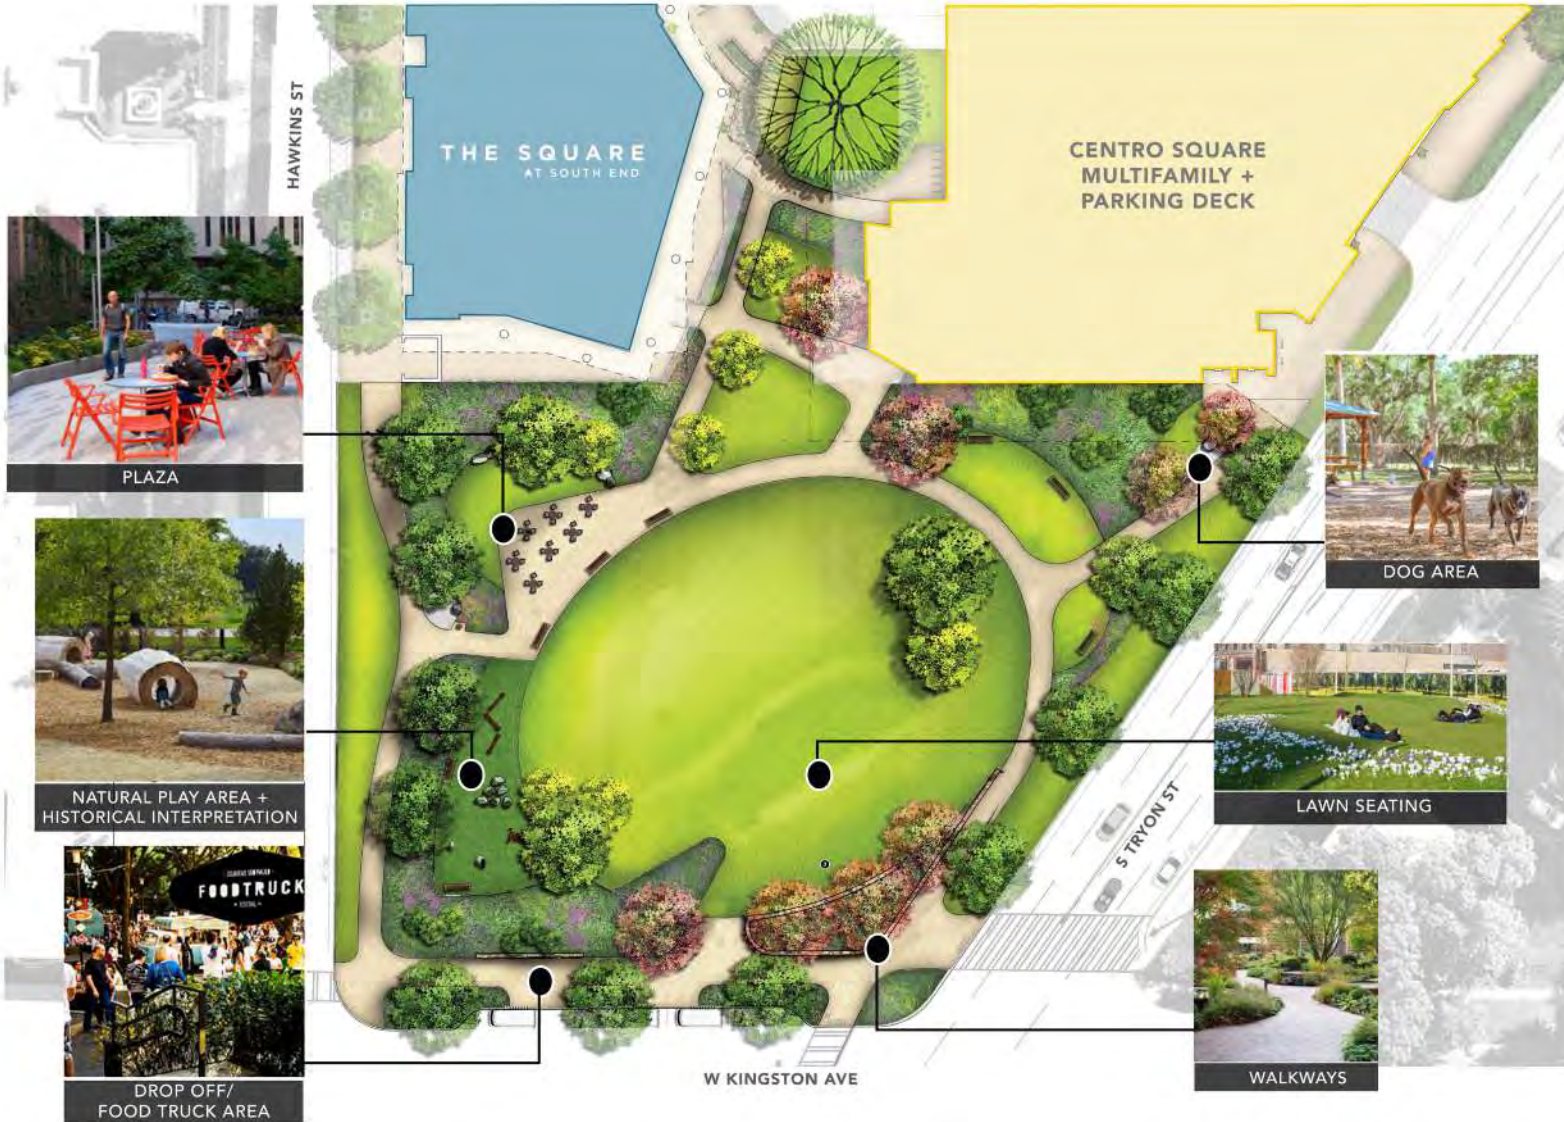 HAWKINS ST
THE SQUARE
AT SOUTH END
CENTRO SQUARE
MULTIFAMILY +
PARKING DECK
PLAZA
DOG AREA
NATURAL PLAY AREA +
HISTORICAL INTERPRETATION
LAWN SEATING
S TRYON ST
FOODTRUCK
DROP OFF/
FOOD TRUCK AREA
WALKWAYS
W KINGSTON AVE